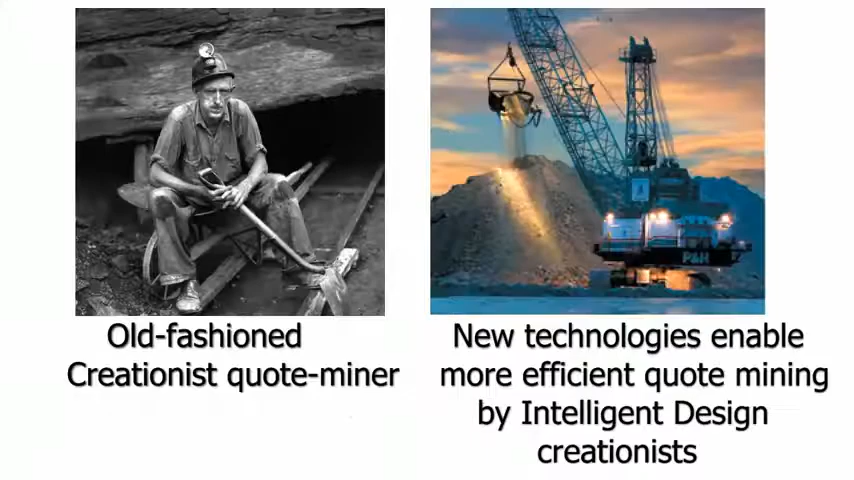 P&H
Old-fashioned
Creationist quote-miner
New technologies enable
more efficient quote mining
by Intelligent Design
creationists